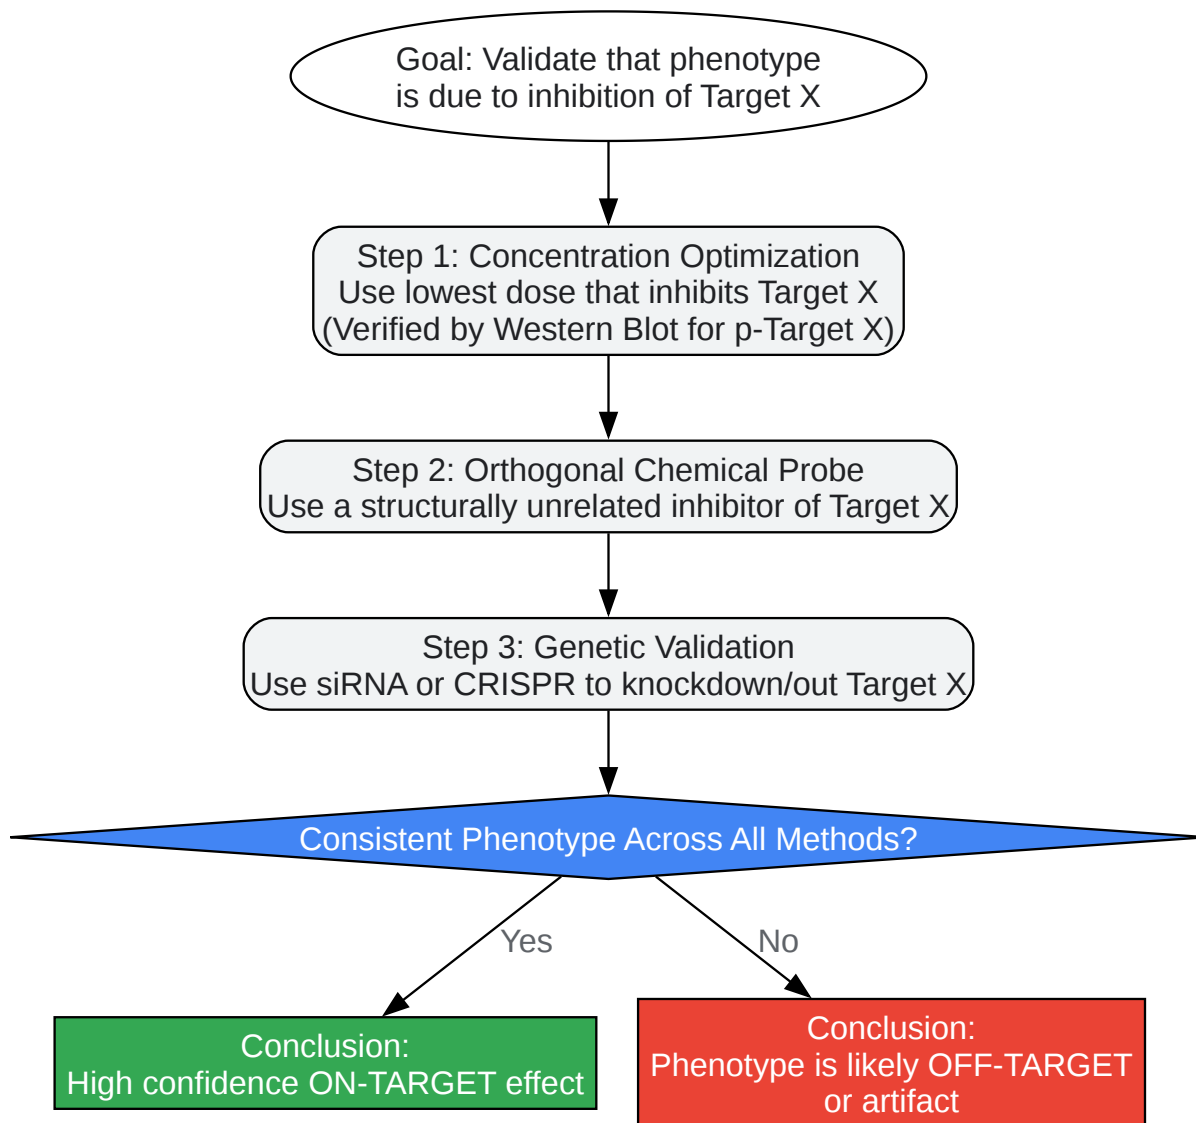 Goal: Validate that phenotype
is due to inhibition of Target X
Step 1: Concentration Optimization
Use lowest dose that inhibits Target X
(Verified by Western Blot for p-Target X)
Step 2: Orthogonal Chemical Probe
Use a structurally unrelated inhibitor of Target X
Step 3: Genetic Validation
Use siRNA or CRISPR to knockdown/out Target X
Consistent Phenotype Across All Methods?
Yes
No
Conclusion:
High confidence ON-TARGET effect
Conclusion:
Phenotype is likely OFF-TARGET
or artifact